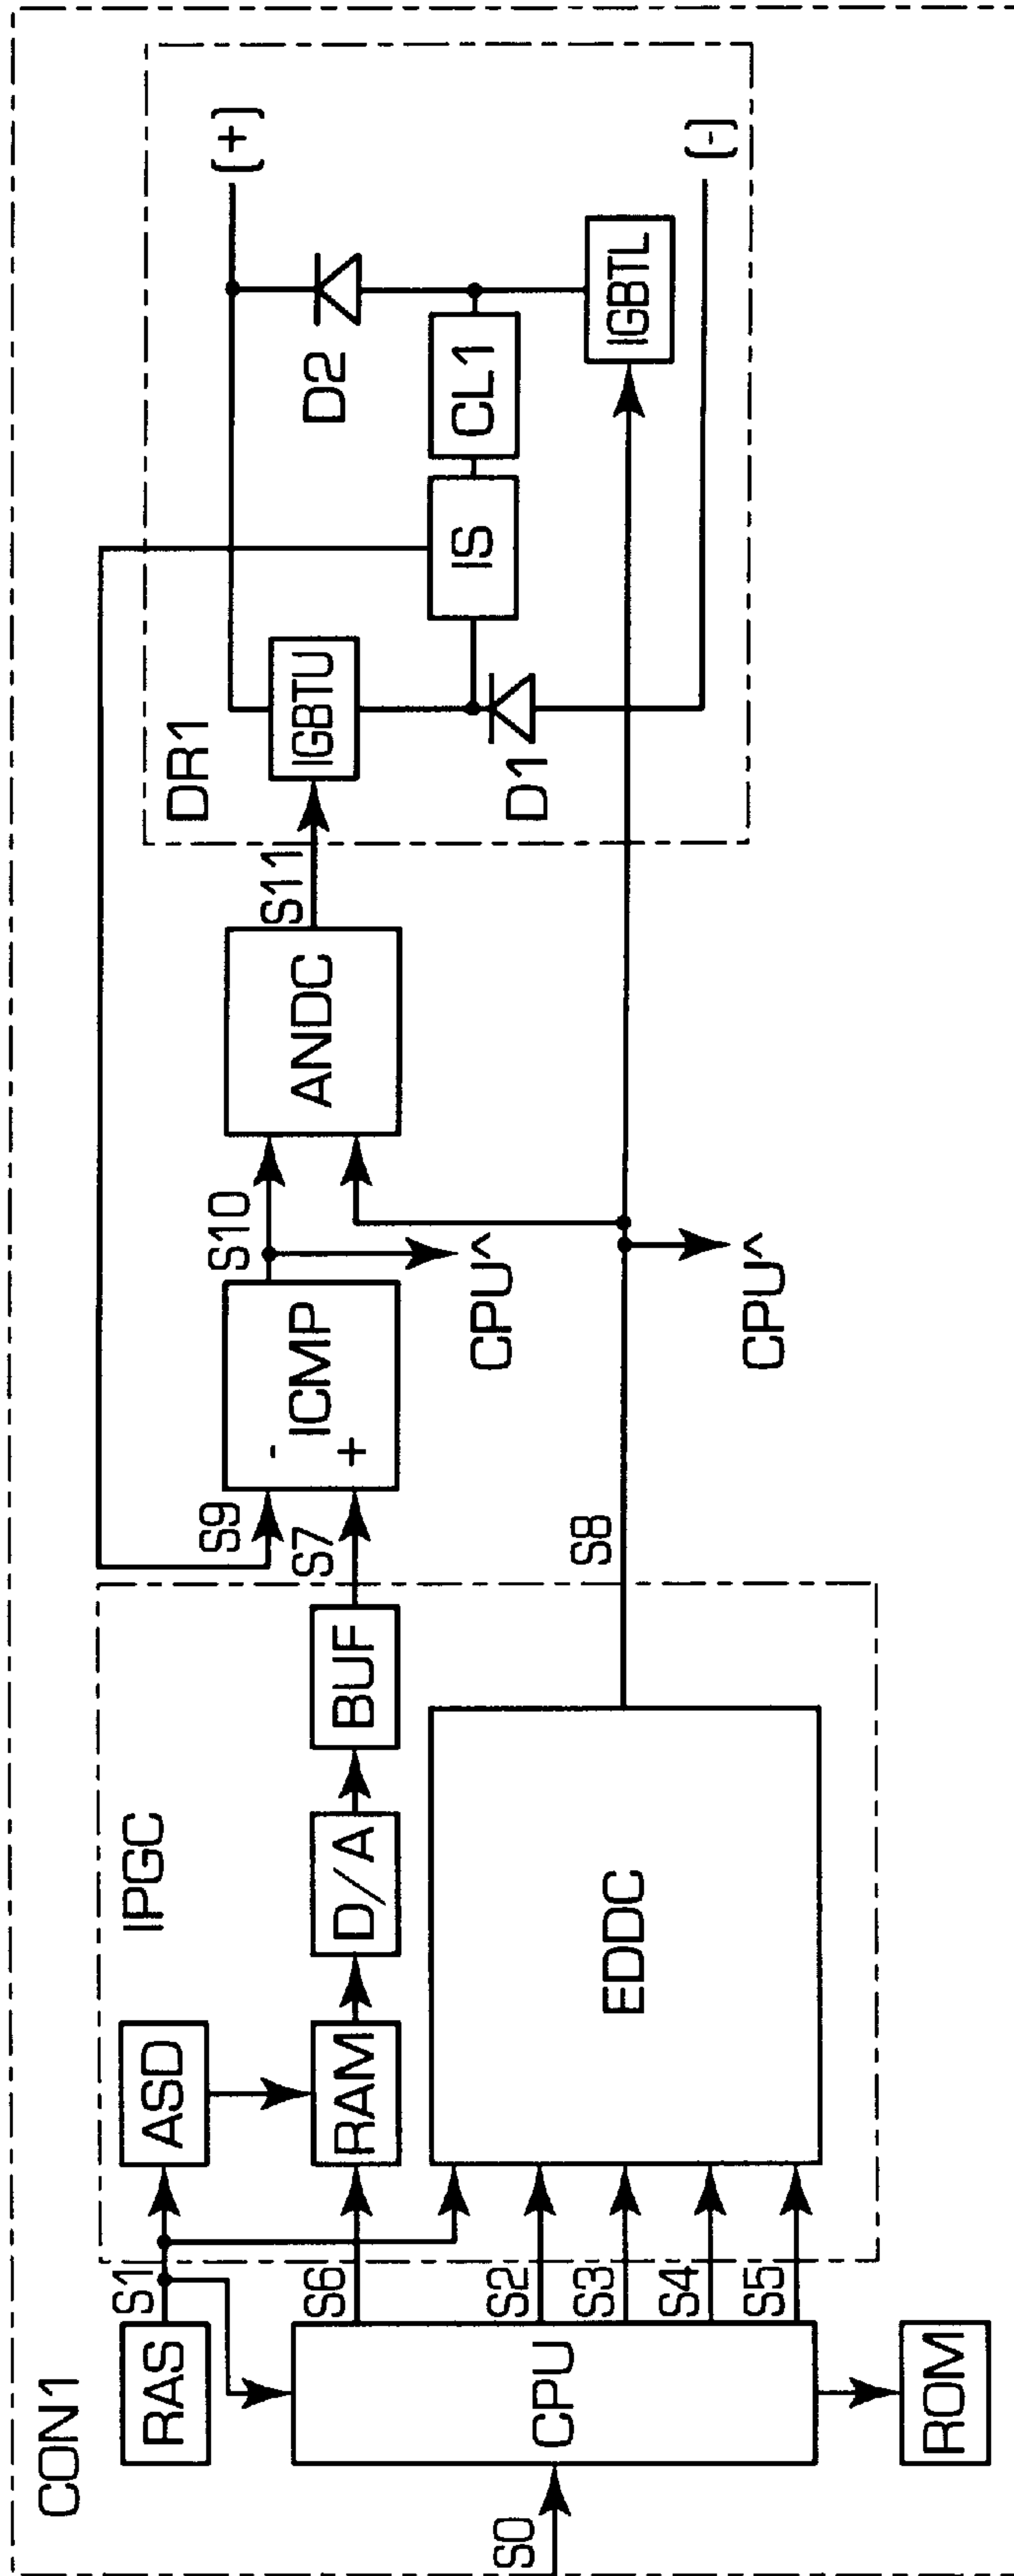 CON1
RAS
S1
ASD
IPGC
S6
RAM
D/A
BUF
S7
S9
-
+
ICMP
S10
CPU^
ANDC
S11
DR1
IGBTU
D1
IS
CL1
D2
IGBTL
(+)
(-)
S0
CPU
S2
S3
S4
S5
EDDC
S8
CPU^
ROM